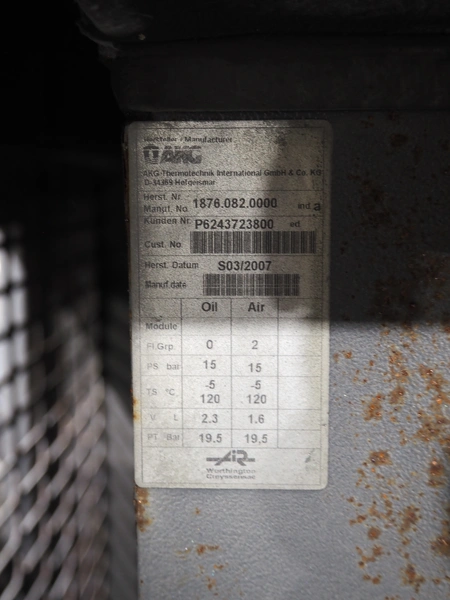 Hersteller / Manufacturer
AKG
AKG-Thermotechnik International GmbH & Co. KG
D-34369 Hofgeismar
Herst. Nr.
Manuf. No. 1876.082.0000 ind a
Kunden Nr. P6243723800
Cust. No.
Herst. Datum S03/2007
Manuf.date
Oil Air
Module
Fl.Grp. 0 2
PS bar 15 15
TS °C -5 -5
120 120
V L 2.3 1.6
PT Bar 19.5 19.5
AIR
Worthington
Creyssensac